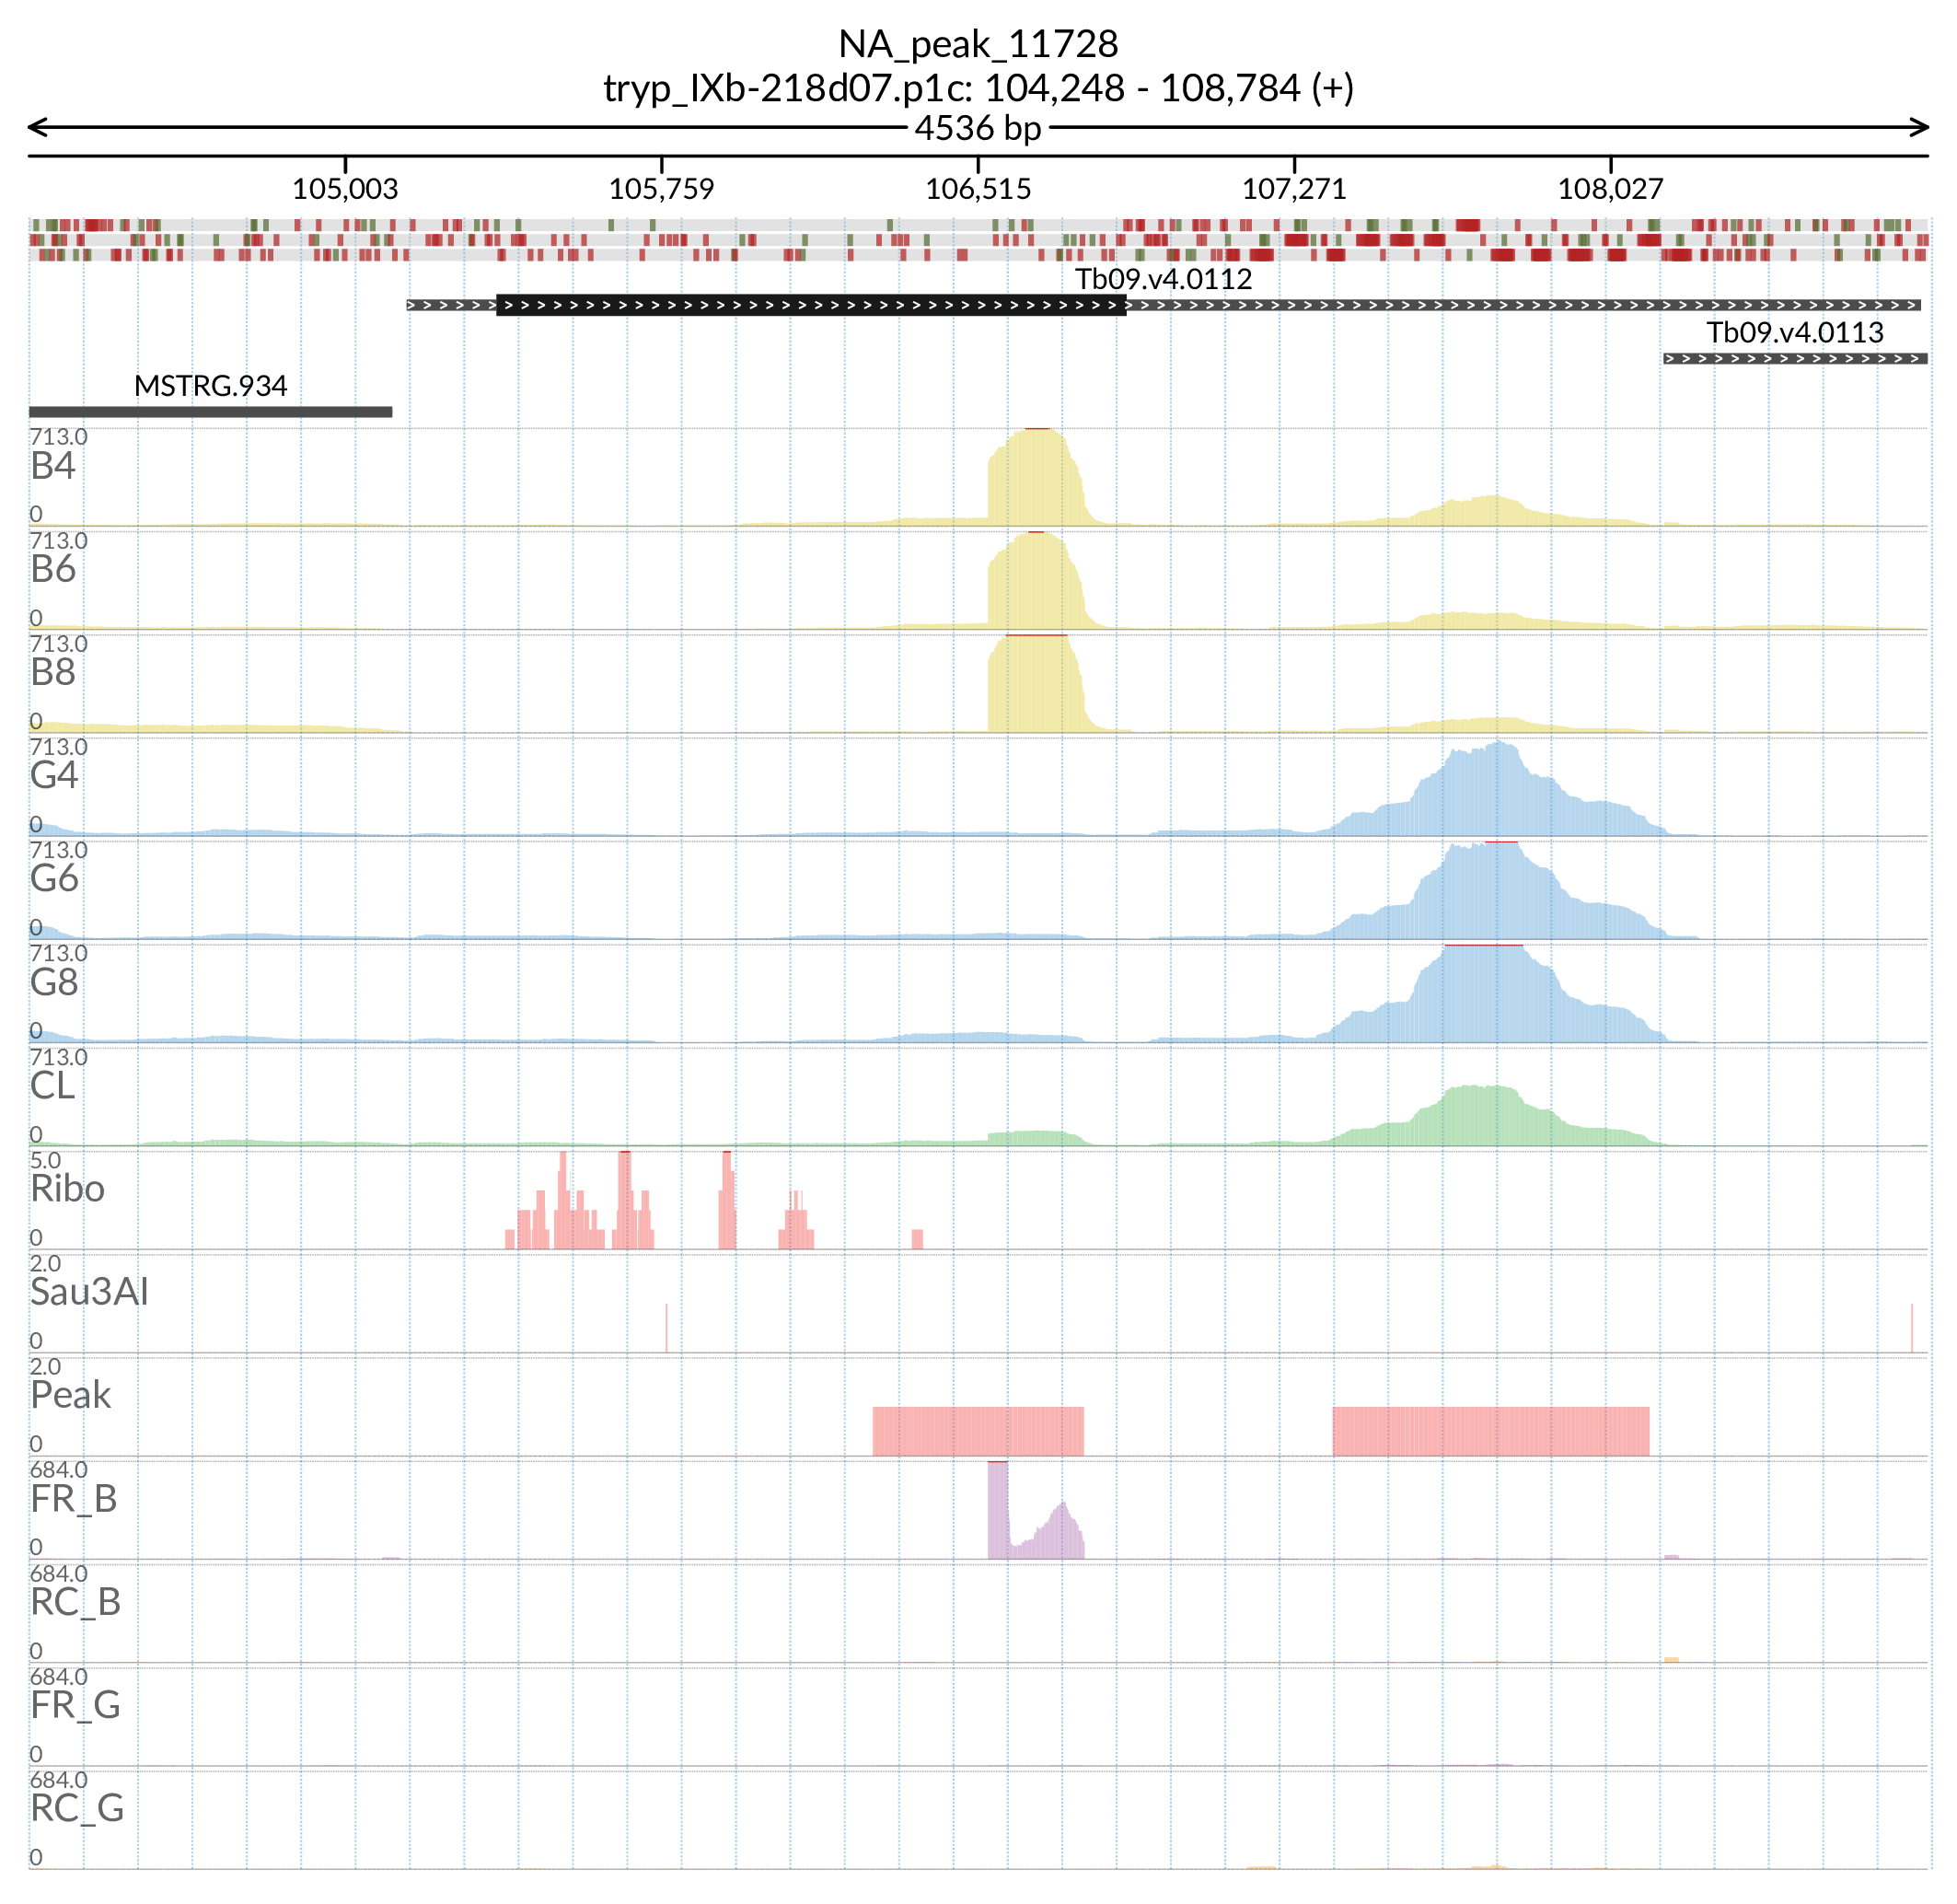 NA_peak_11728
tryp_IXb-218d07.p1c: 104,248 - 108,784 (+)
4536 bp
105,003 105,759 106,515 107,271 108,027
Tb09.v4.0112
Tb09.v4.0113
MSTRG.934
713.0
B4
0
713.0
B6
0
713.0
B8
0
713.0
G4
0
713.0
G6
0
713.0
G8
0
713.0
CL
0
5.0
Ribo
0
2.0
Sau3AI
0
2.0
Peak
0
684.0
FR_B
0
684.0
RC_B
0
684.0
FR_G
0
684.0
RC_G
0